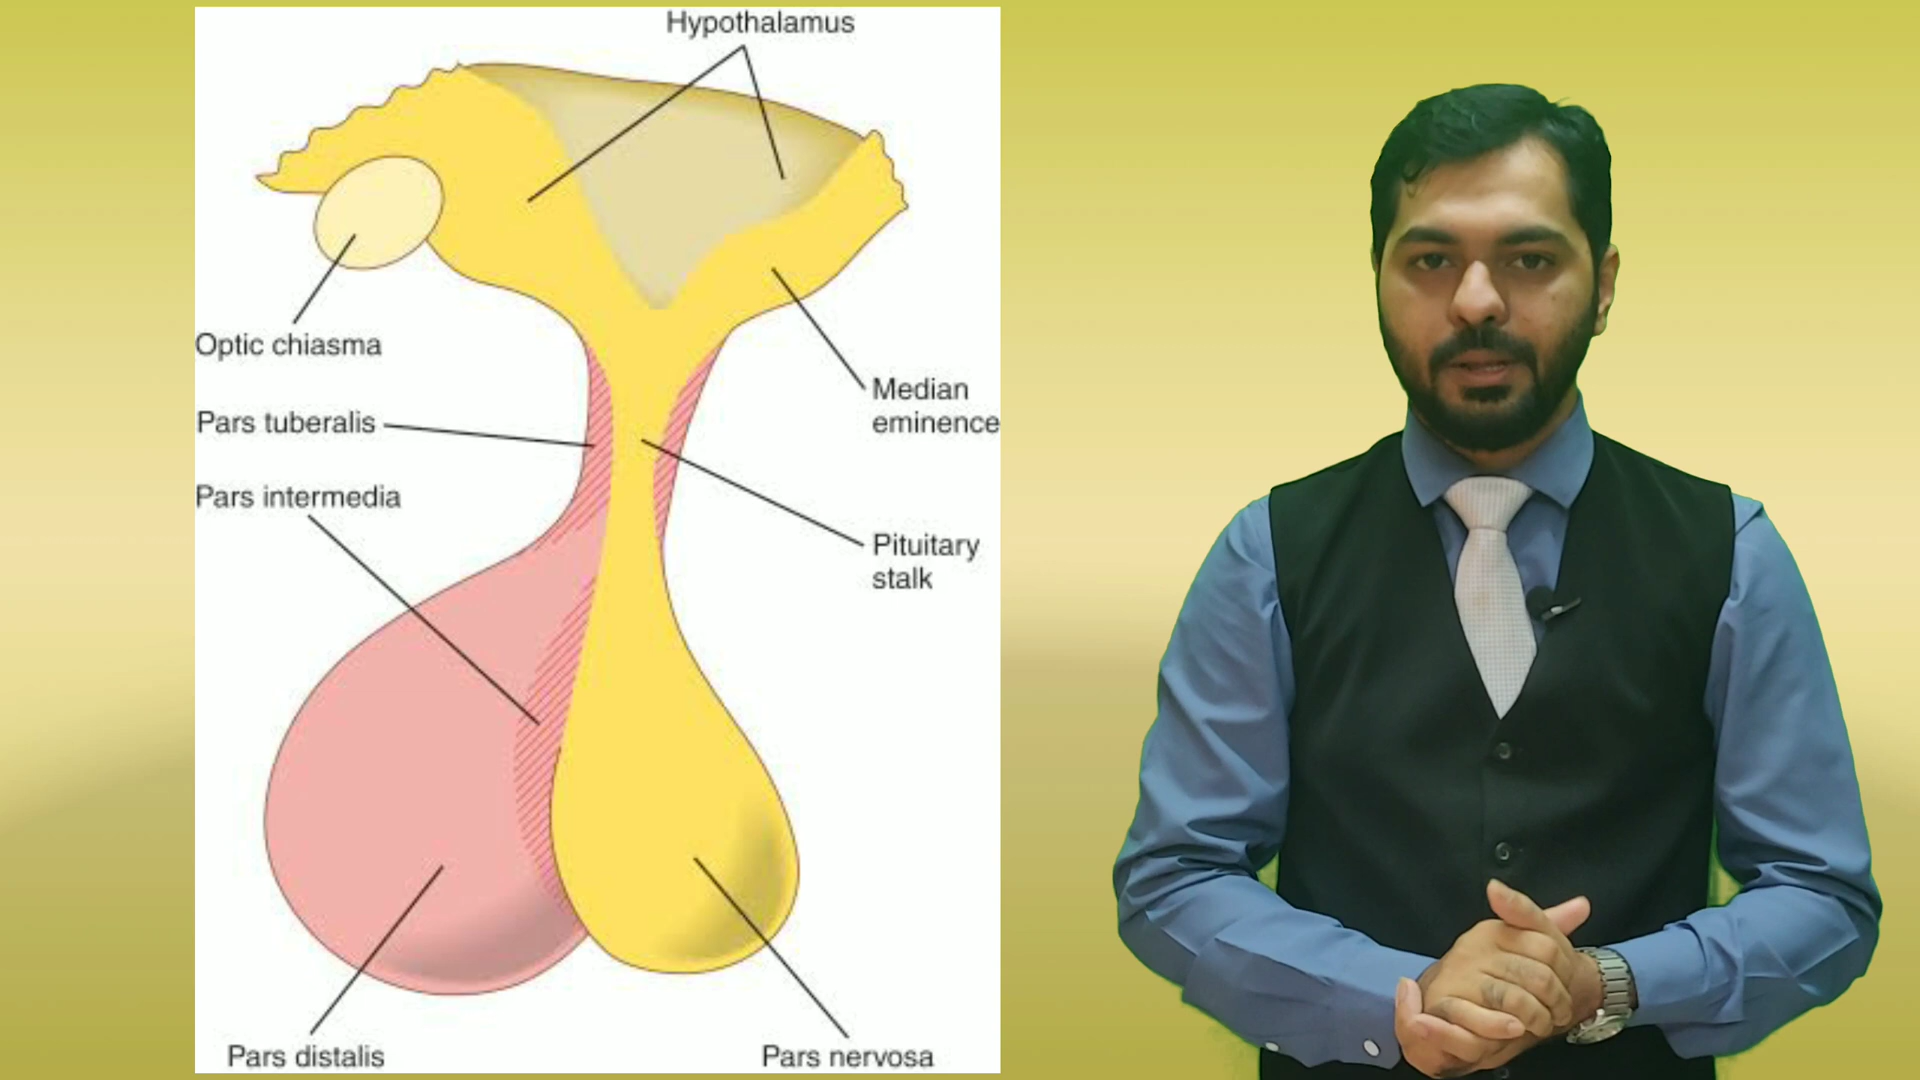 Hypothalamus
Optic chiasma
Median
eminence
Pars tuberalis
Pars intermedia
Pituitary
stalk
Pars distalis
Pars nervosa